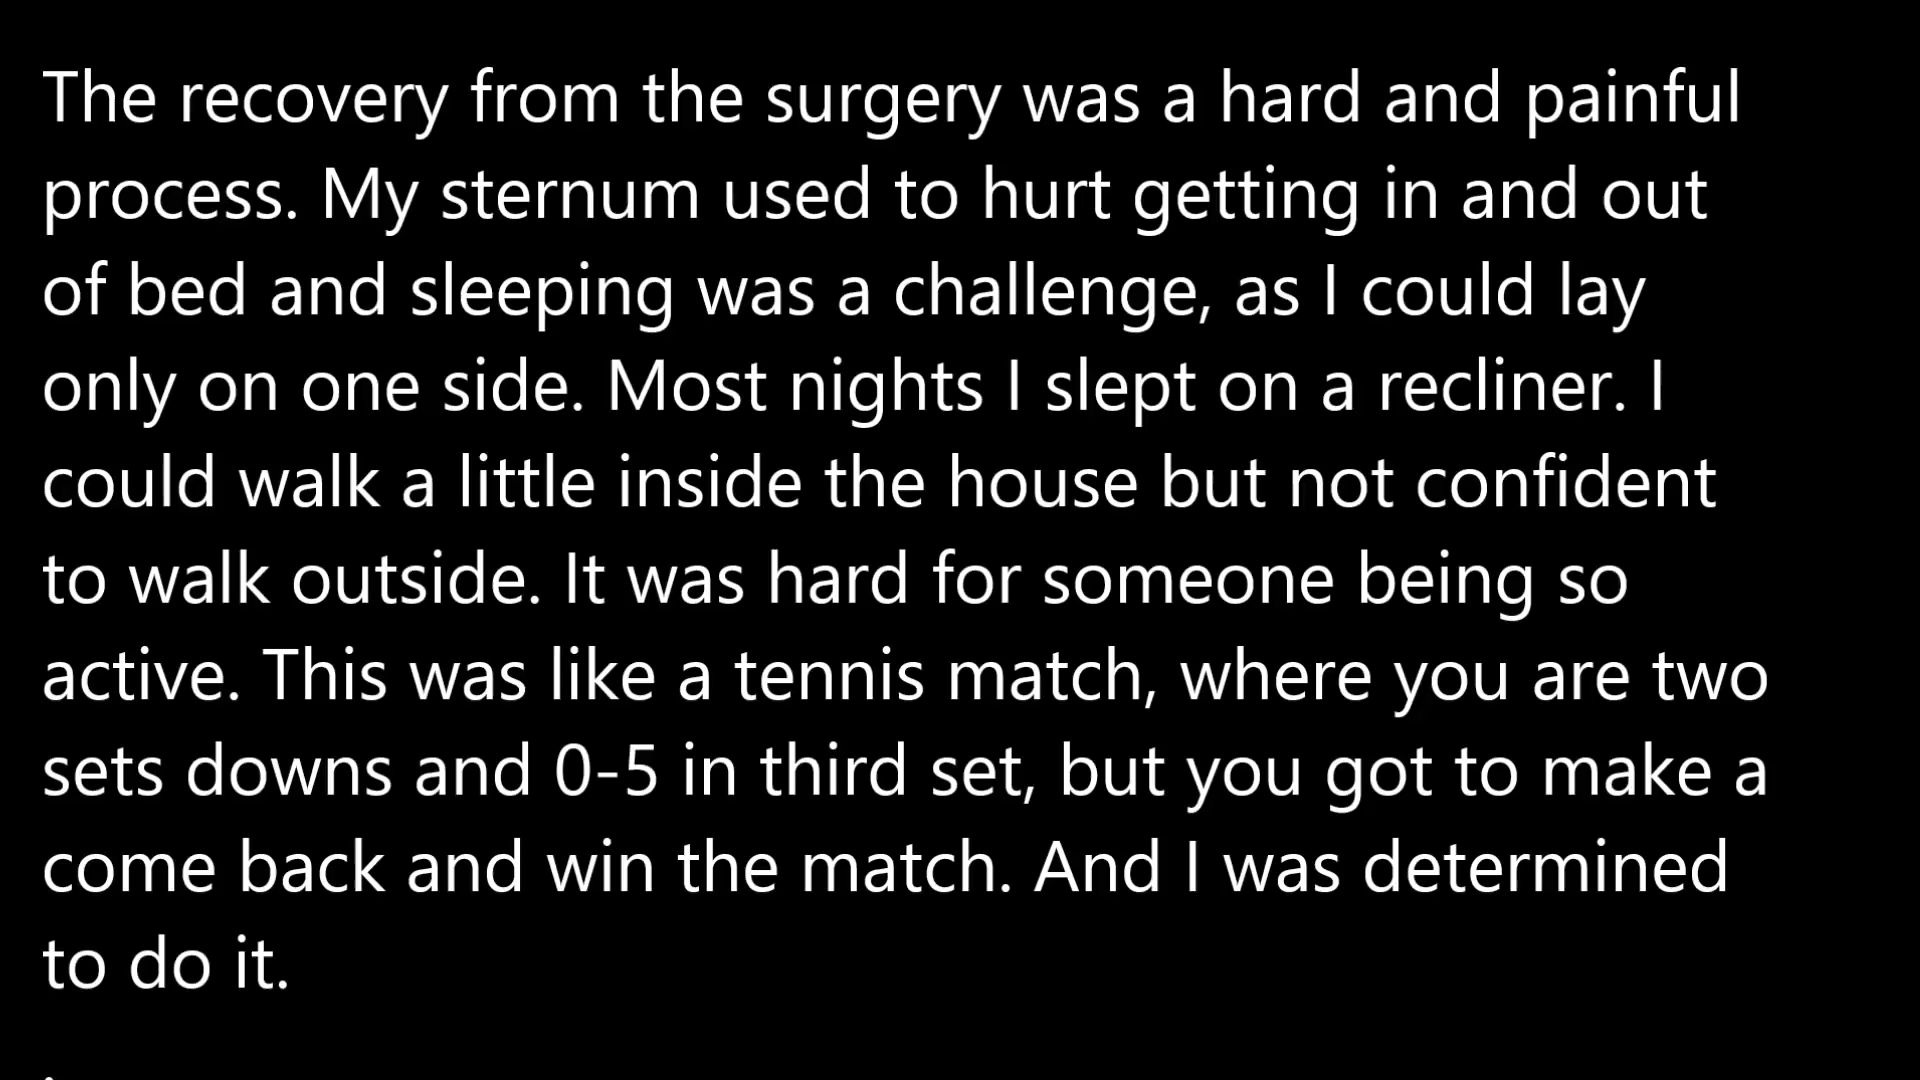 The recovery from the surgery was a hard and painful
process. My sternum used to hurt getting in and out
of bed and sleeping was a challenge, as I could lay
only on one side. Most nights I slept on a recliner. I
could walk a little inside the house but not confident
to walk outside. It was hard for someone being so
active. This was like a tennis match, where you are two
sets downs and 0-5 in third set, but you got to make a
come back and win the match. And I was determined
to do it.